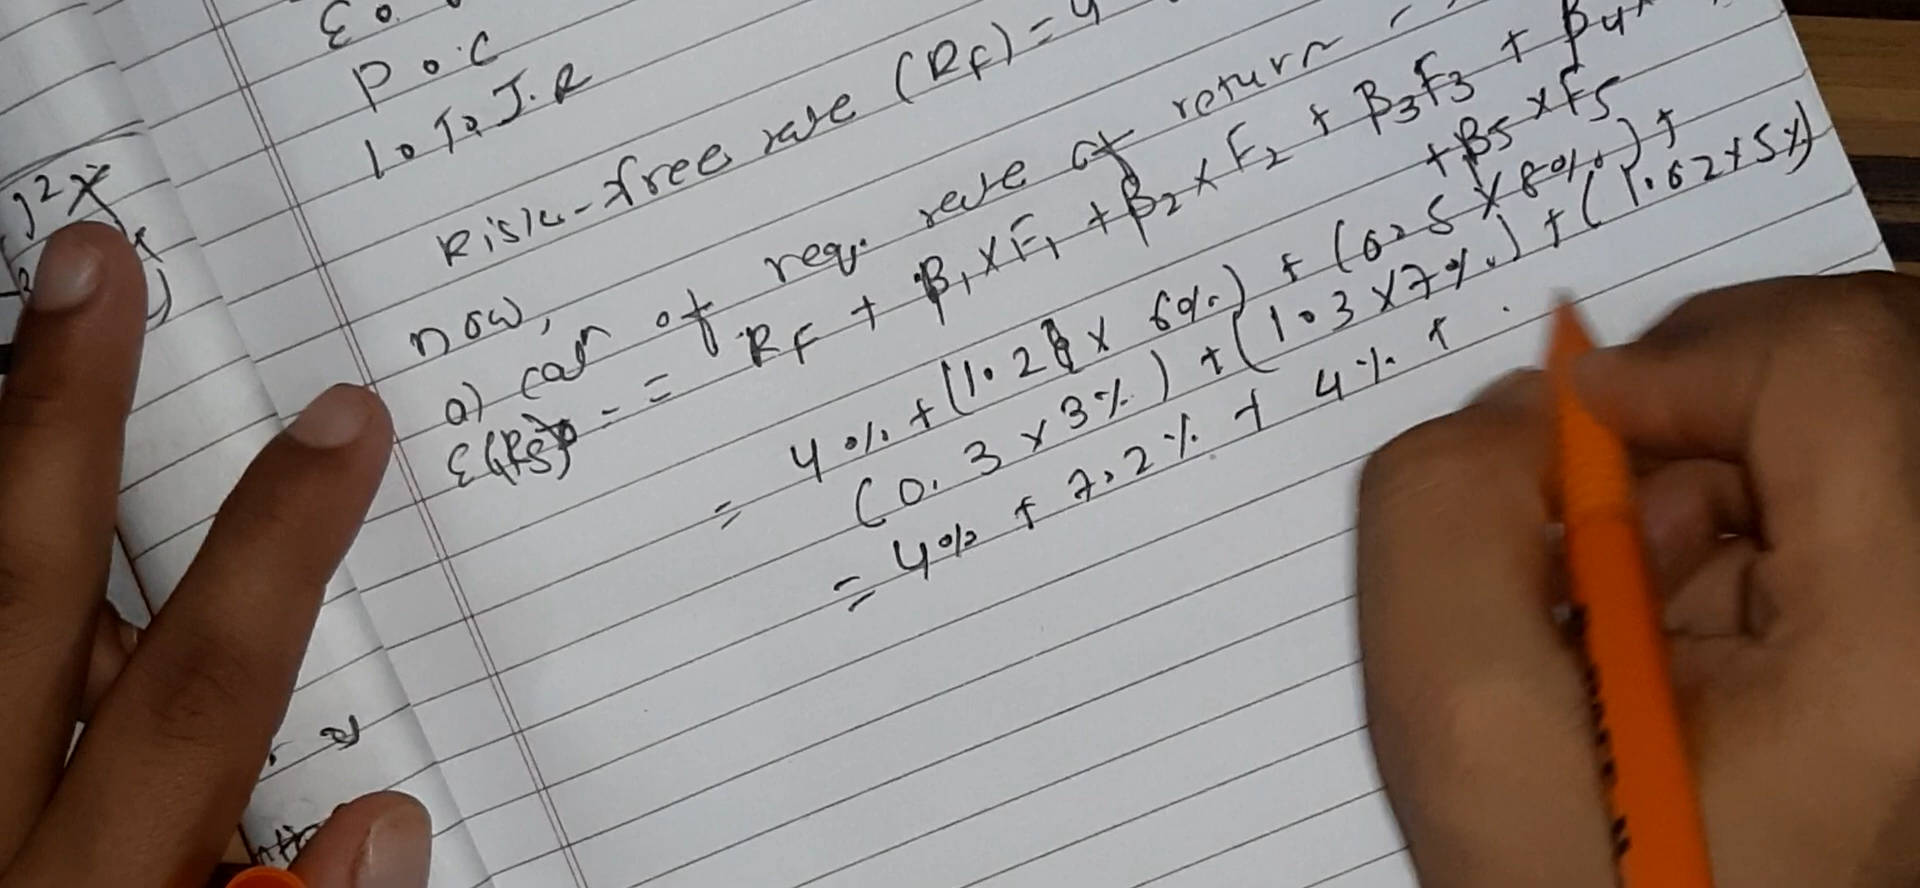 E.
P.C
I.T.J.R
Risk-free rate (RF) = 4
now,
a) can of req. rate of return
E(RS) = = RF + β1 × F1 + β2 × F2 + β3F3 + β4×
+ β5 × F5
= 4% + (1.2 × 6%) + (0.5 × 8%) +
(0.3 × 3%) + (1.3 × 7%) + (1.62 × 5%)
= 4% + 7.2% + 4% +